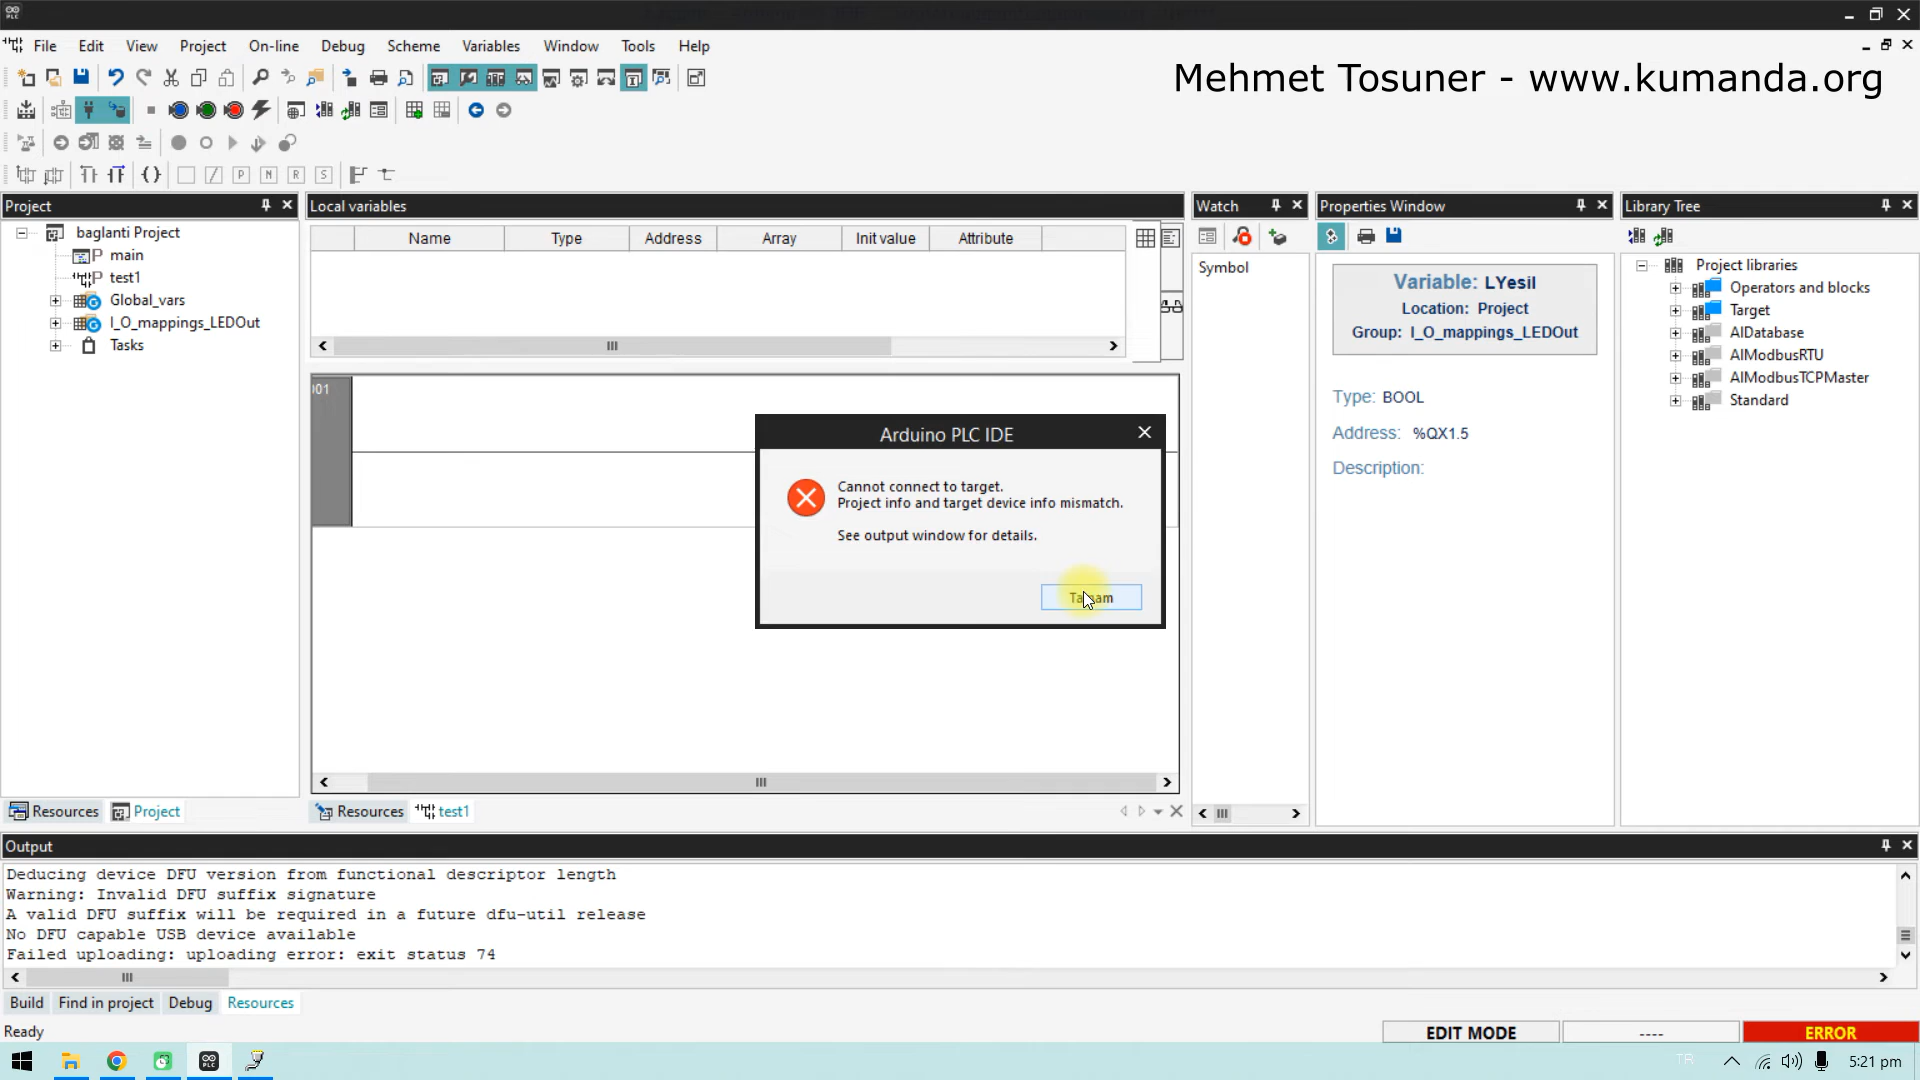 PLC
File Edit View Project On-line Debug Scheme Variables Window Tools Help
Mehmet Tosuner - www.kumanda.org
P N R S
Project
Local variables
Watch
Properties Window
Library Tree
baglanti Project
main
test1
Global_vars
I_O_mappings_LEDOut
Tasks
Name Type Address Array Init value Attribute
001
Symbol
Variable: LYesil
Location: Project
Group: I_O_mappings_LEDOut
Type: BOOL
Address: %QX1.5
Description:
Project libraries
Operators and blocks
Target
AlDatabase
AlModbusRTU
AlModbusTCPMaster
Standard
Arduino PLC IDE
Cannot connect to target.
Project info and target device info mismatch.
See output window for details.
Resources Project
Resources test1
Output
Deducing device DFU version from functional descriptor length
Warning: Invalid DFU suffix signature
A valid DFU suffix will be required in a future dfu-util release
No DFU capable USB device available
Failed uploading: uploading error: exit status 74
Build Find in project Debug Resources
Ready
EDIT MODE ---- ERROR
TR
5:21 pm